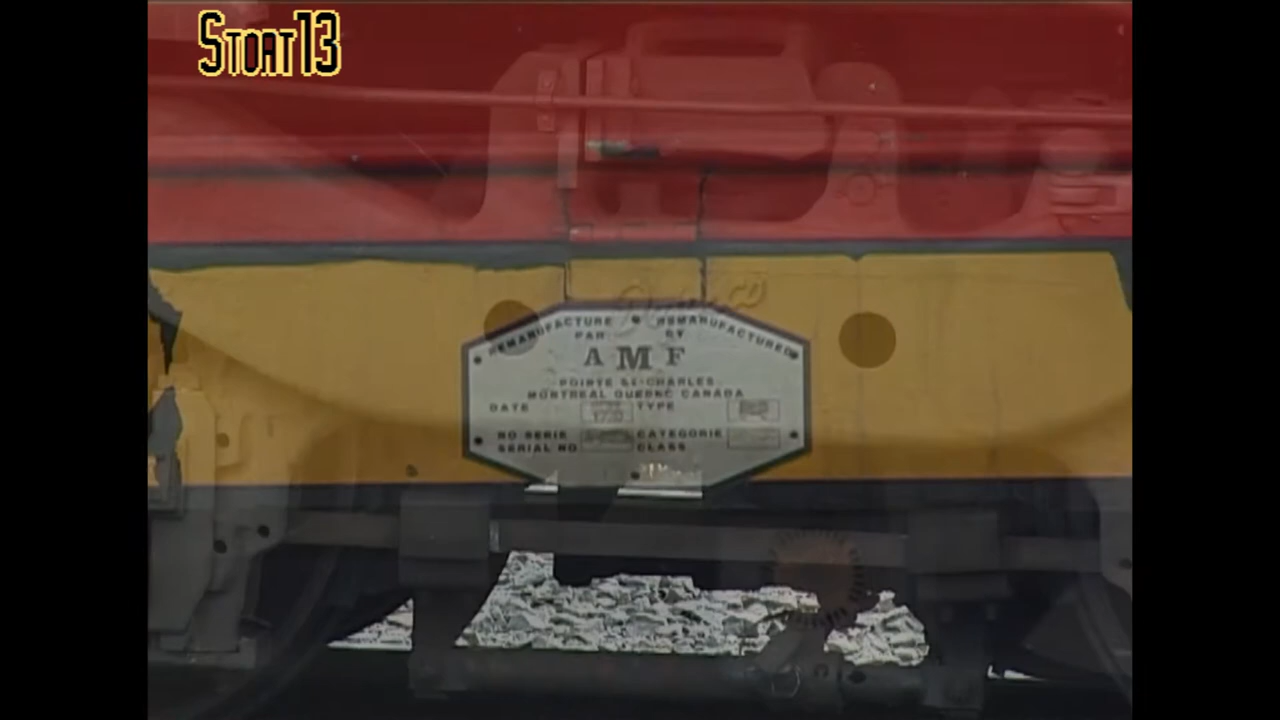 Stort13
REMANUFACTURE • REMANUFACTURED
PAR BY
AMF
POINTE ST-CHARLES
MONTREAL QUEBEC CANADA
DATE TYPE
NO SERIE CATEGORIE
SERIAL NO CLASS